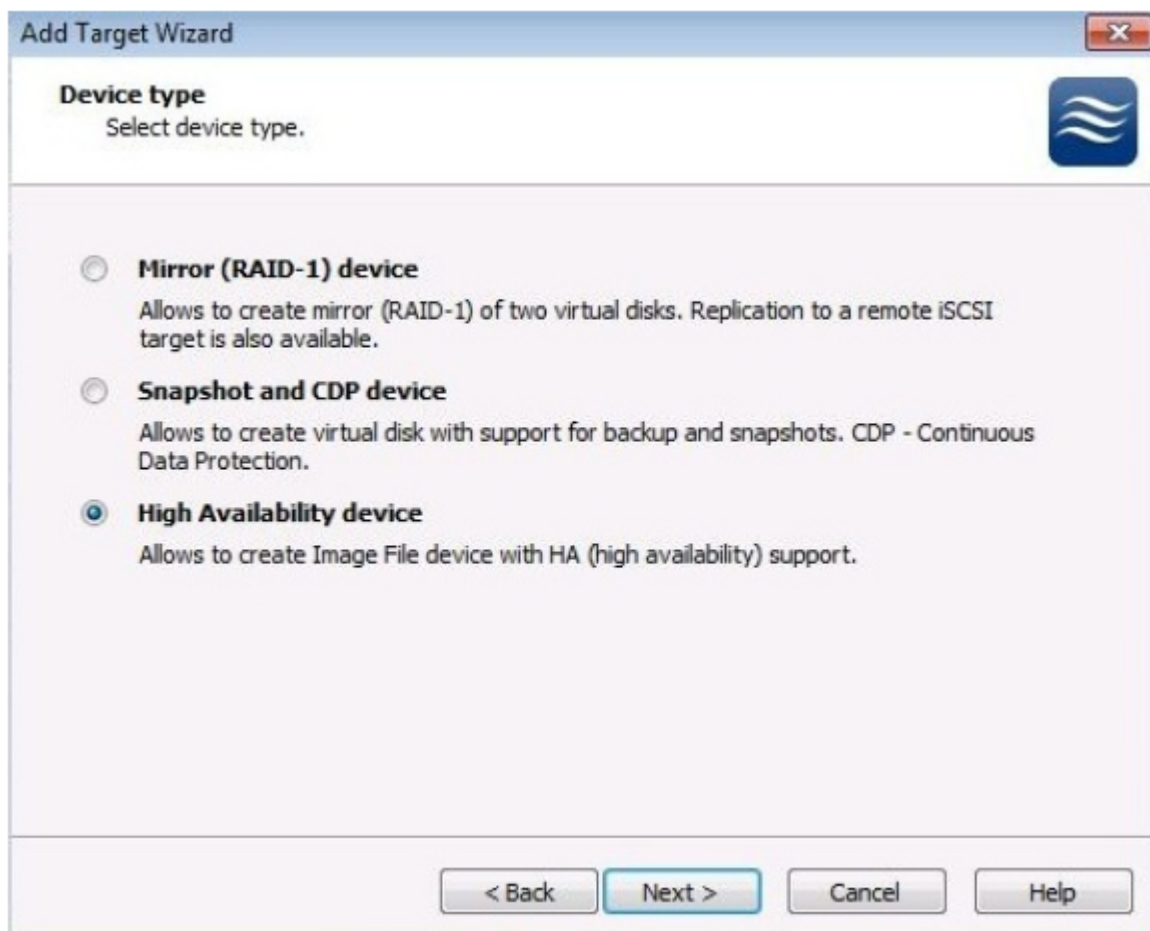 Add Target Wizard
Device type
Select device type.
Mirror (RAID-1) device
Allows to create mirror (RAID-1) of two virtual disks. Replication to a remote iSCSI
target is also available.
Snapshot and CDP device
Allows to create virtual disk with support for backup and snapshots. CDP - Continuous
Data Protection.
High Availability device
Allows to create Image File device with HA (high availability) support.
< Back Next > Cancel Help